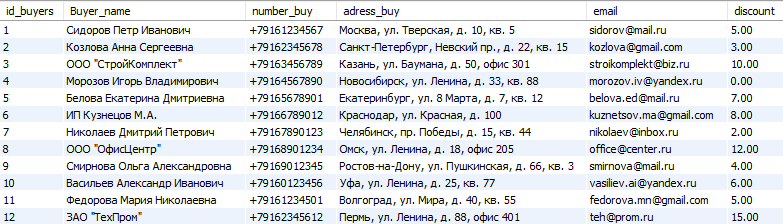 id_buyers Buyer_name number_buy adress_buy email discount
1 Сидоров Петр Иванович +79161234567 Москва, ул. Тверская, д. 10, кв. 5 sidorov@mail.ru 5.00
2 Козлова Анна Сергеевна +79162345678 Санкт-Петербург, Невский пр., д. 22, кв. 15 kozlova@gmail.com 3.00
3 ООО "СтройКомплект" +79163456789 Казань, ул. Баумана, д. 50, офис 301 stroikomplekt@biz.ru 10.00
4 Морозов Игорь Владимирович +79164567890 Новосибирск, ул. Ленина, д. 33, кв. 88 morozov.iv@yandex.ru 0.00
5 Белова Екатерина Дмитриевна +79165678901 Екатеринбург, ул. 8 Марта, д. 7, кв. 12 belova.ed@mail.ru 7.00
6 ИП Кузнецов М.А. +79166789012 Краснодар, ул. Красная, д. 100 kuznetsov.ma@gmail.com 8.00
7 Николаев Дмитрий Петрович +79167890123 Челябинск, пр. Победы, д. 15, кв. 44 nikolaev@inbox.ru 2.00
8 ООО "ОфисЦентр" +79168901234 Омск, ул. Ленина, д. 18, офис 205 office@center.ru 12.00
9 Смирнова Ольга Александровна +79169012345 Ростов-на-Дону, ул. Пушкинская, д. 66, кв. 3 smirnova@mail.ru 4.00
10 Васильев Александр Иванович +79160123456 Уфа, ул. Ленина, д. 25, кв. 77 vasiliev.ai@yandex.ru 6.00
11 Федорова Мария Николаевна +79161234501 Волгоград, ул. Мира, д. 40, кв. 55 fedorova.mn@gmail.com 5.00
12 ЗАО "ТехПром" +79162345612 Пермь, ул. Ленина, д. 88, офис 401 teh@prom.ru 15.00